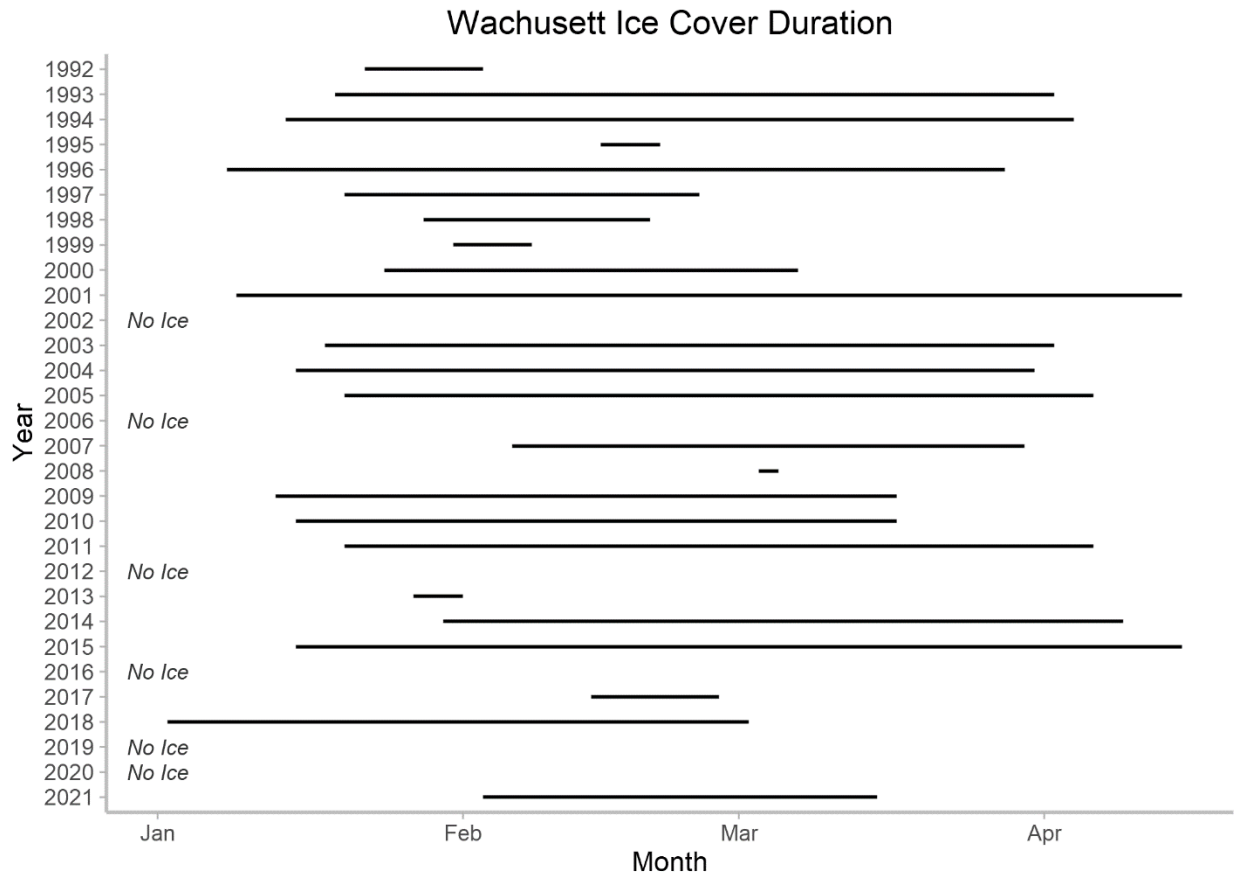 Wachusett Ice Cover Duration
Year
1992
1993
1994
1995
1996
1997
1998
1999
2000
2001
2002 No Ice
2003
2004
2005
2006 No Ice
2007
2008
2009
2010
2011
2012 No Ice
2013
2014
2015
2016 No Ice
2017
2018
2019 No Ice
2020 No Ice
2021
Jan Feb Mar Apr
Month